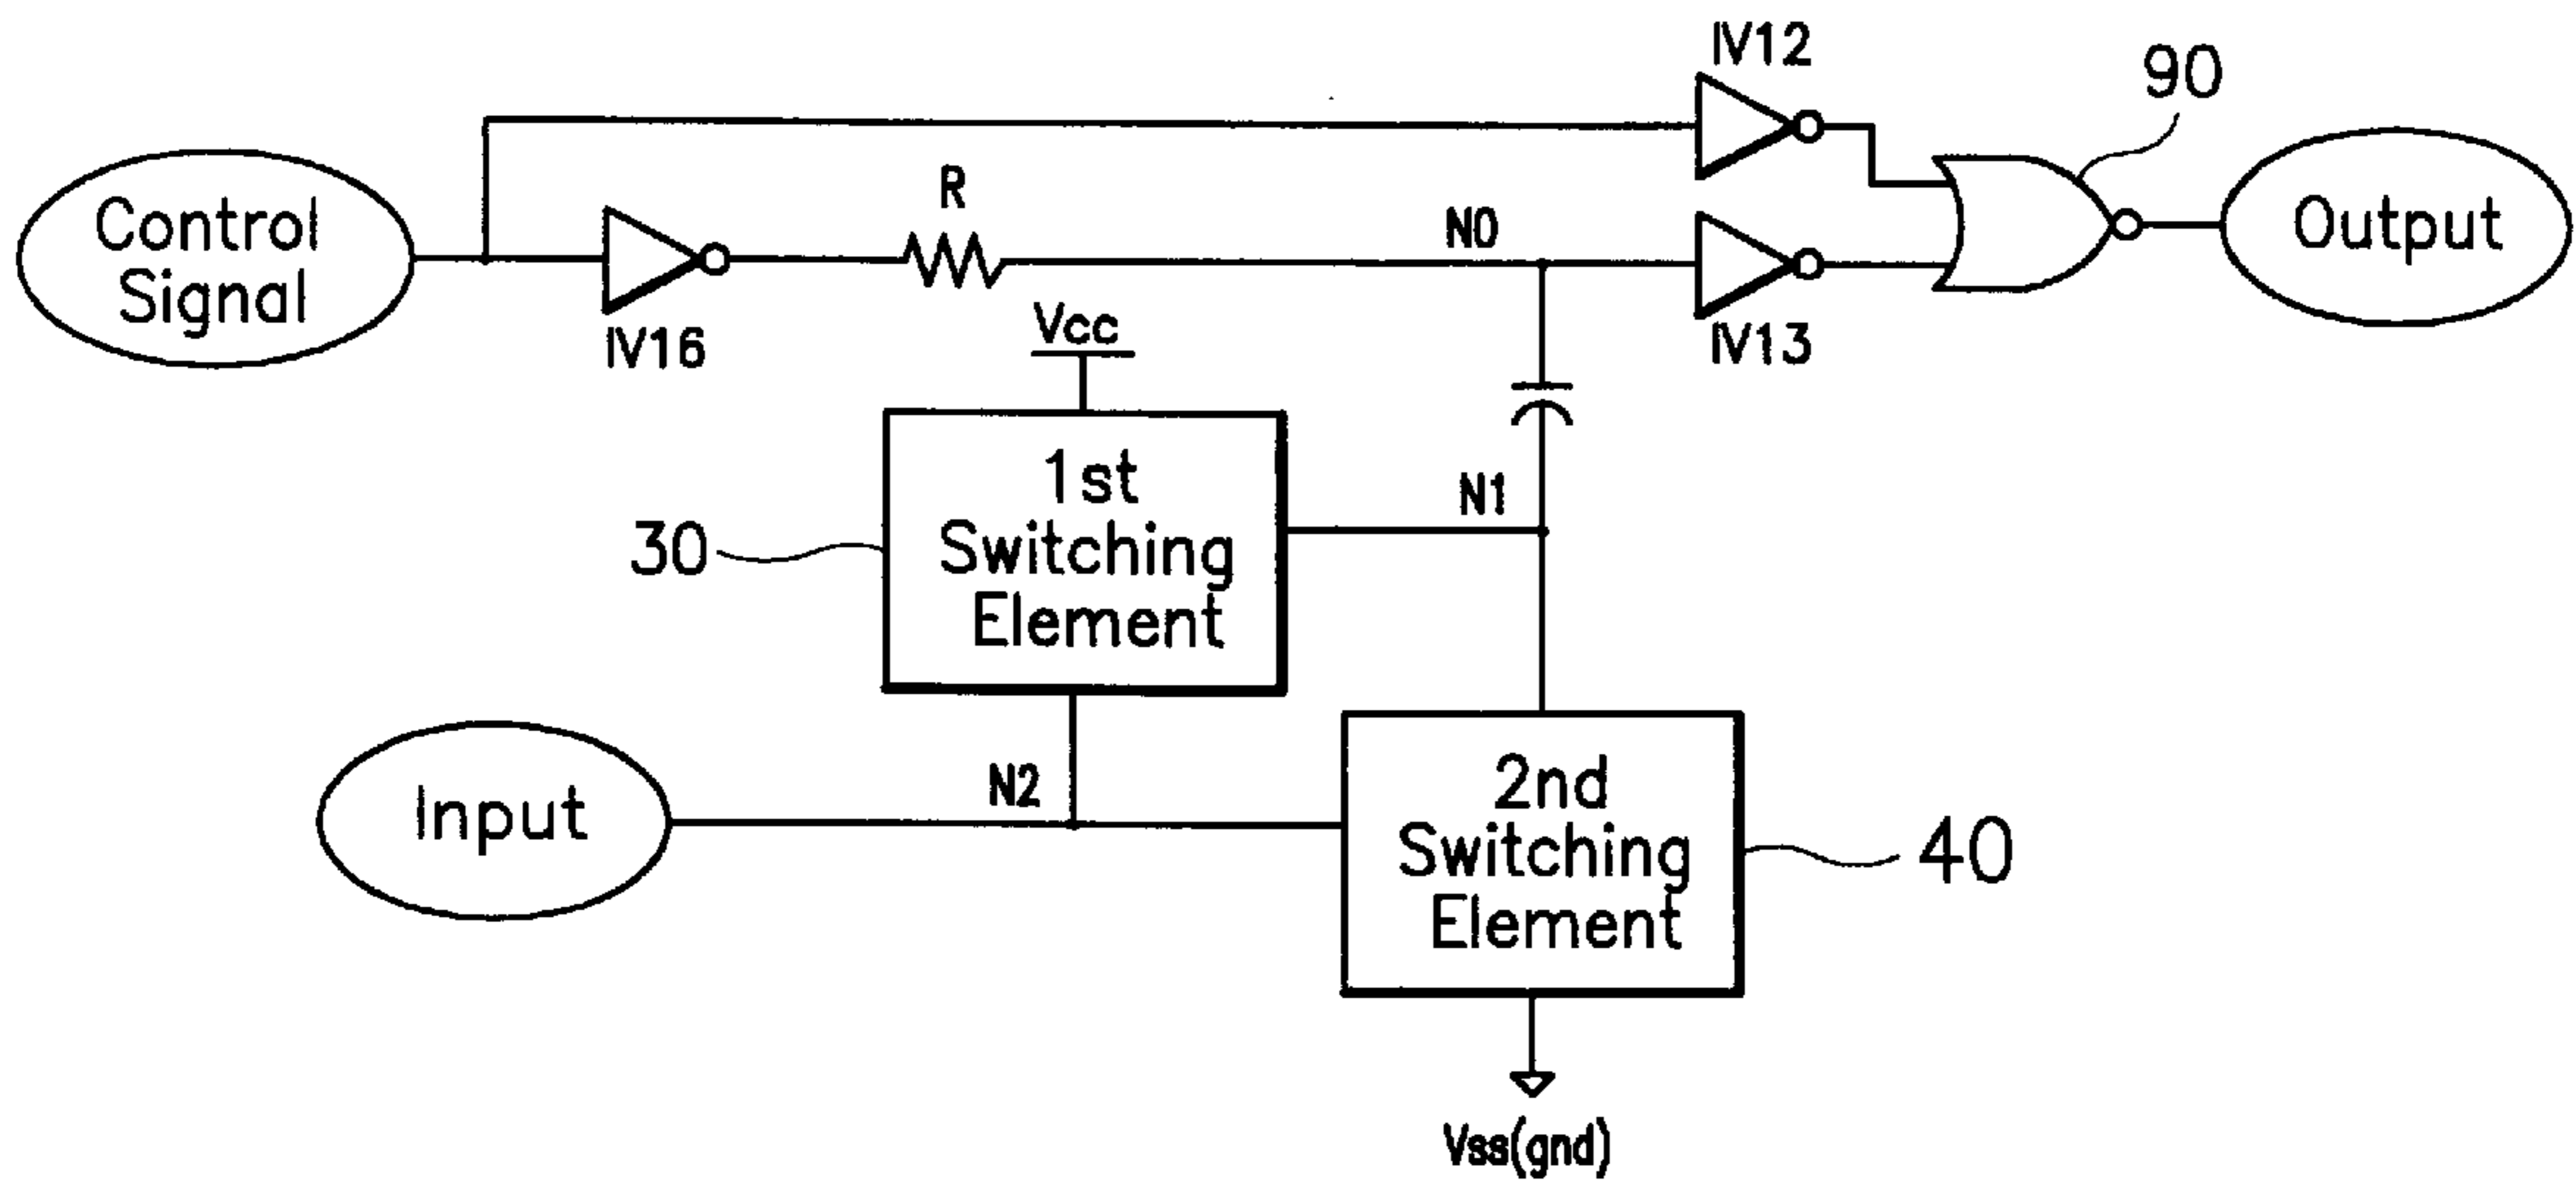 IV12
90
Control
Signal
R
N0
Output
IV16
Vcc
IV13
1st
Switching
Element
N1
30
Input
N2
2nd
Switching
Element
40
Vss(gnd)